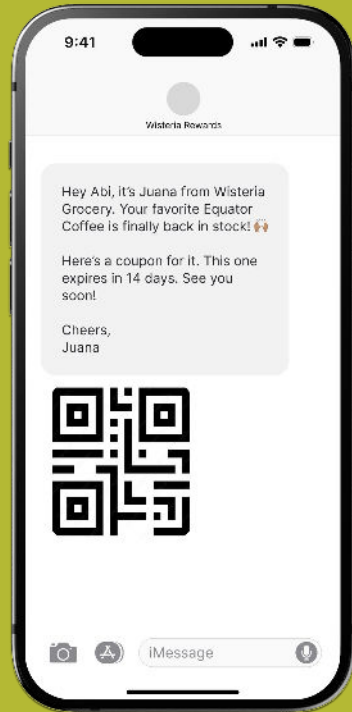 9:41
Wisteria Rewards
Hey Abi, it's Juana from Wisteria
Grocery. Your favorite Equator
Coffee is finally back in stock! 🙌🏽
Here's a coupon for it. This one
expires in 14 days. See you
soon!
Cheers,
Juana
iMessage